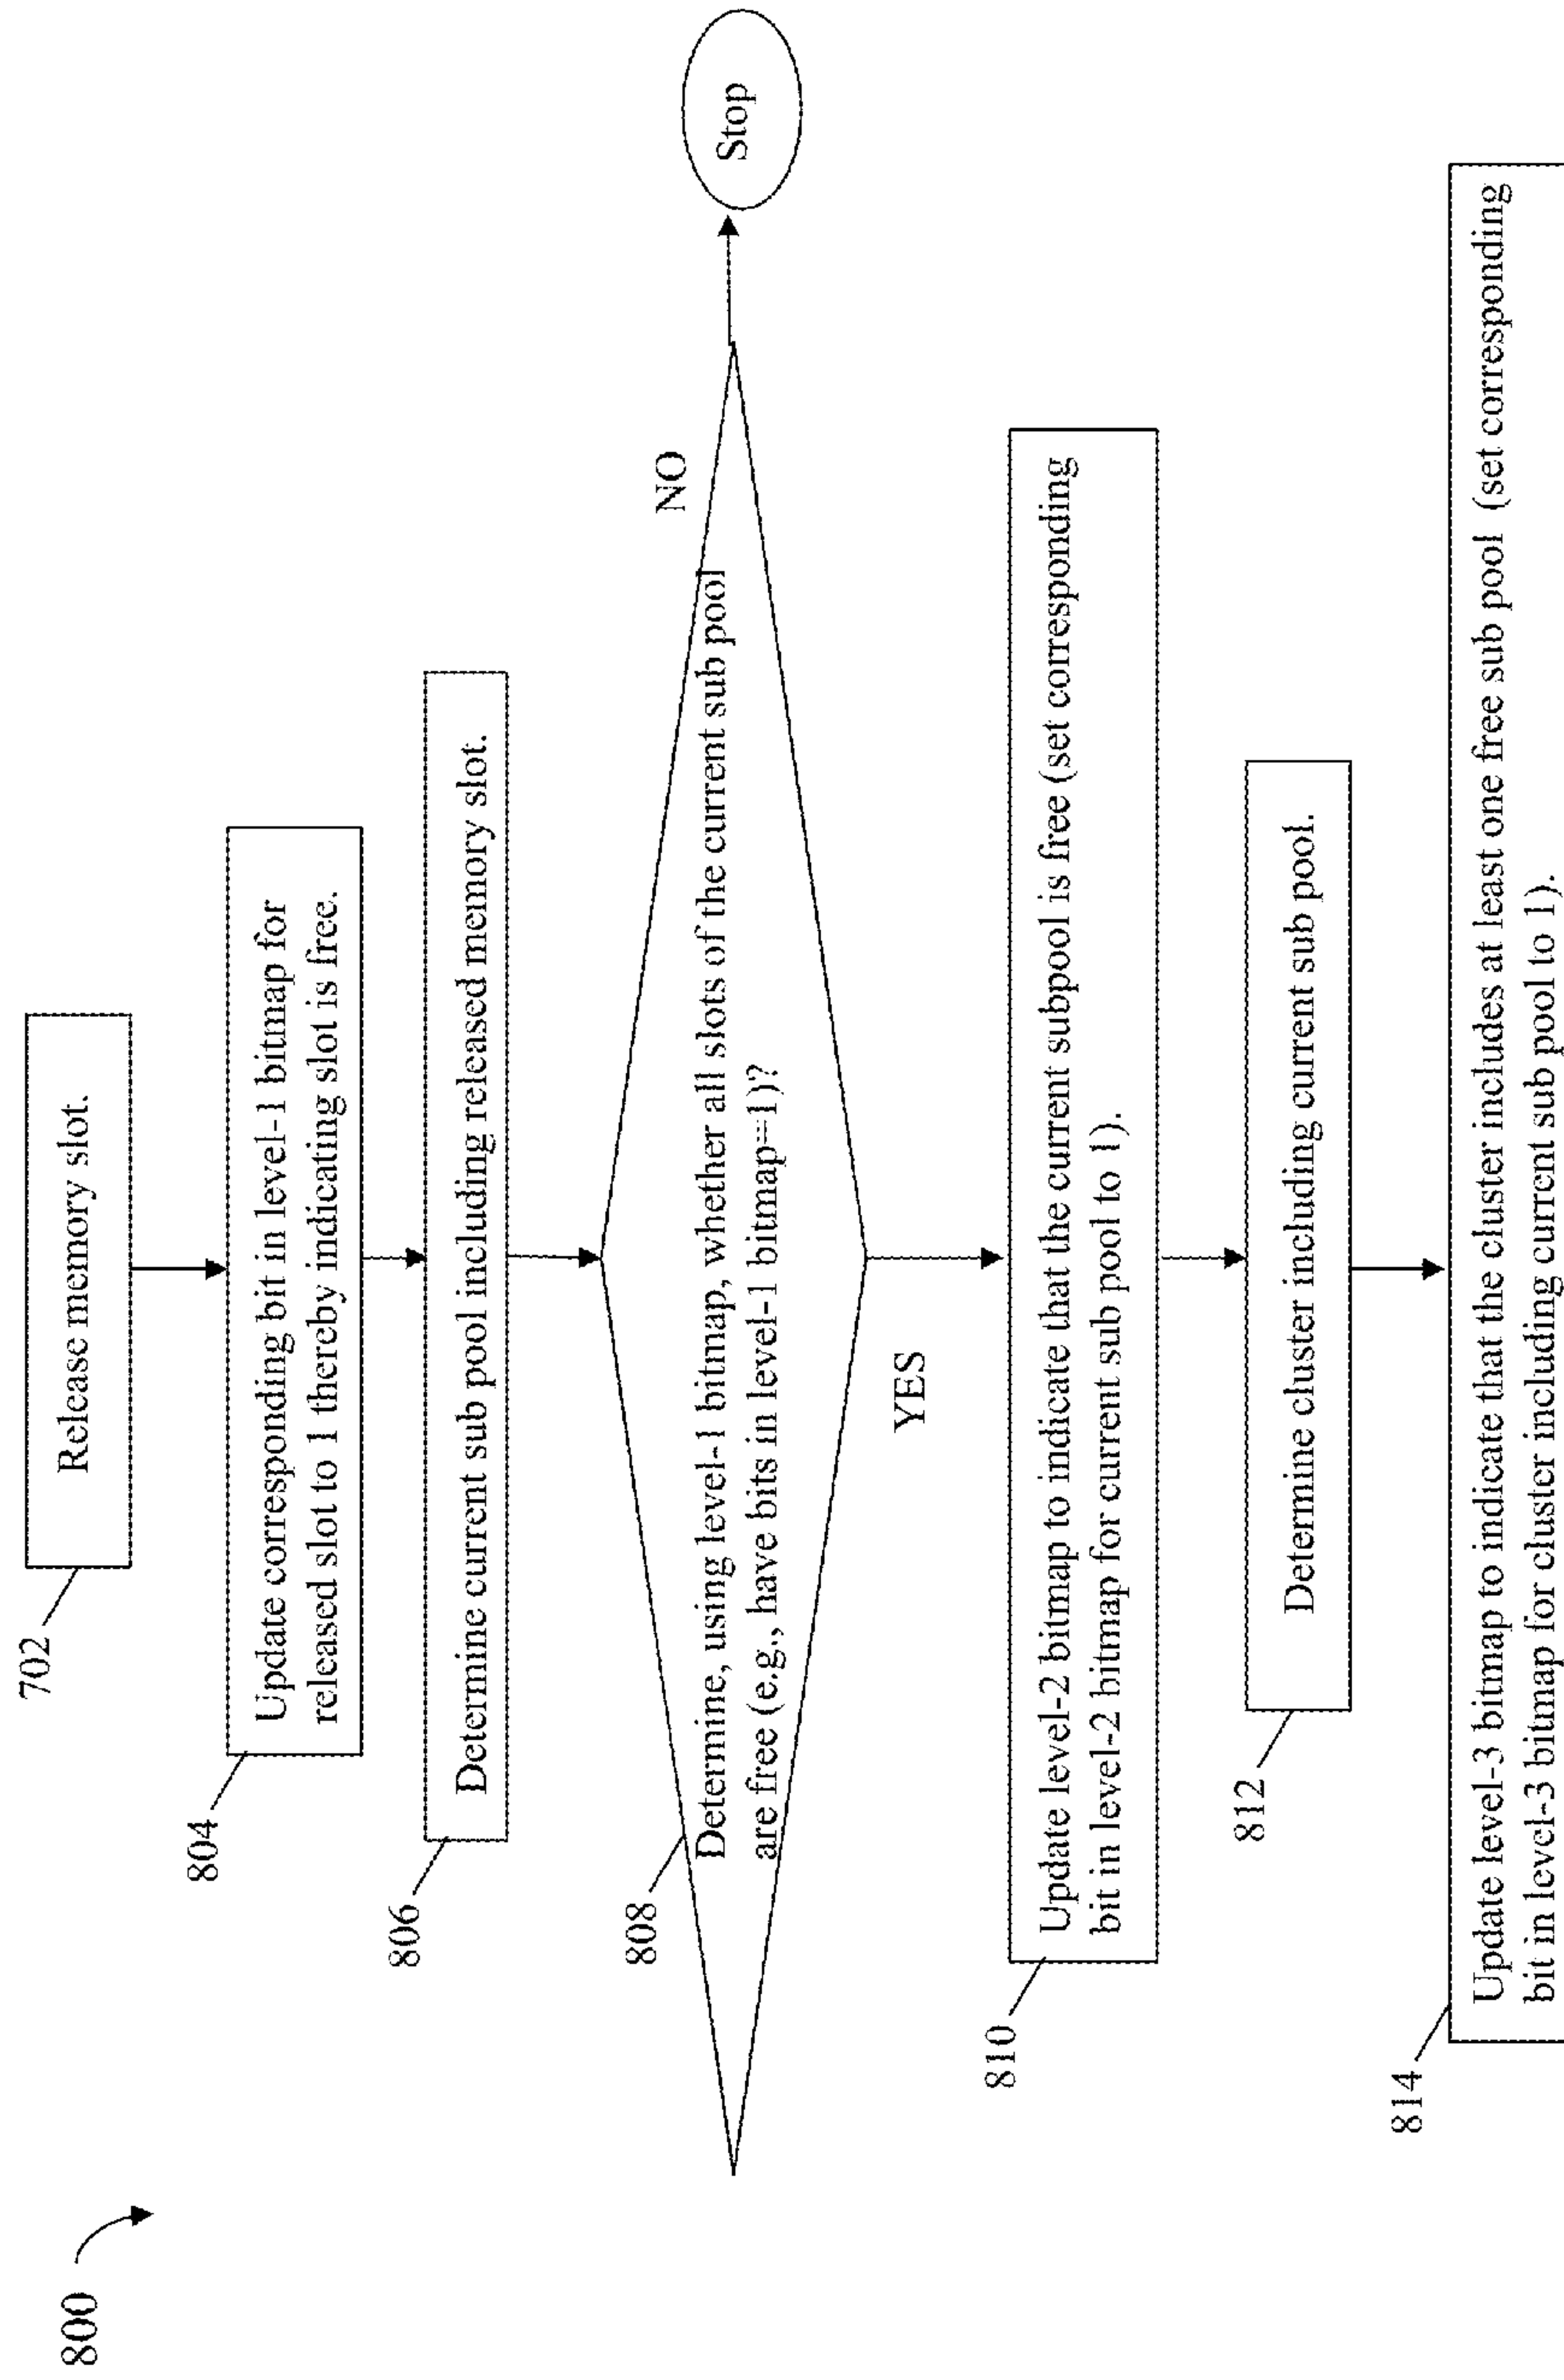 800
702
Release memory slot.
804
Update corresponding bit in level-1 bitmap for
released slot to 1 thereby indicating slot is free.
806
Determine current sub pool including released memory slot.
808
Determine, using level-1 bitmap, whether all slots of the current sub pool
are free (e.g., have bits in level-1 bitmap=1)?
NO
Stop
YES
810
Update level-2 bitmap to indicate that the current subpool is free (set corresponding
bit in level-2 bitmap for current sub pool to 1).
812
Determine cluster including current sub pool.
814
Update level-3 bitmap to indicate that the cluster includes at least one free sub pool (set corresponding
bit in level-3 bitmap for cluster including current sub pool to 1).